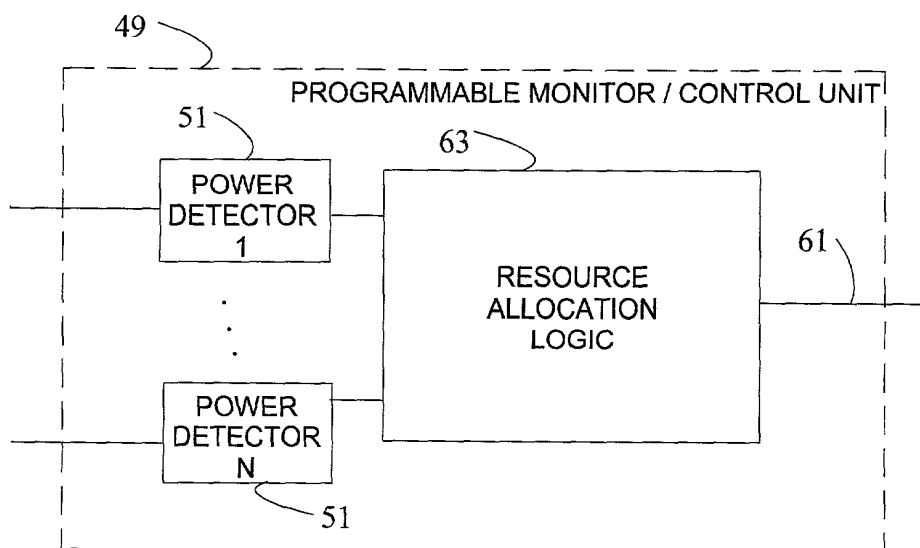 49
PROGRAMMABLE MONITOR / CONTROL UNIT
51
63
POWER
DETECTOR
1
61
RESOURCE
ALLOCATION
LOGIC
POWER
DETECTOR
N
51